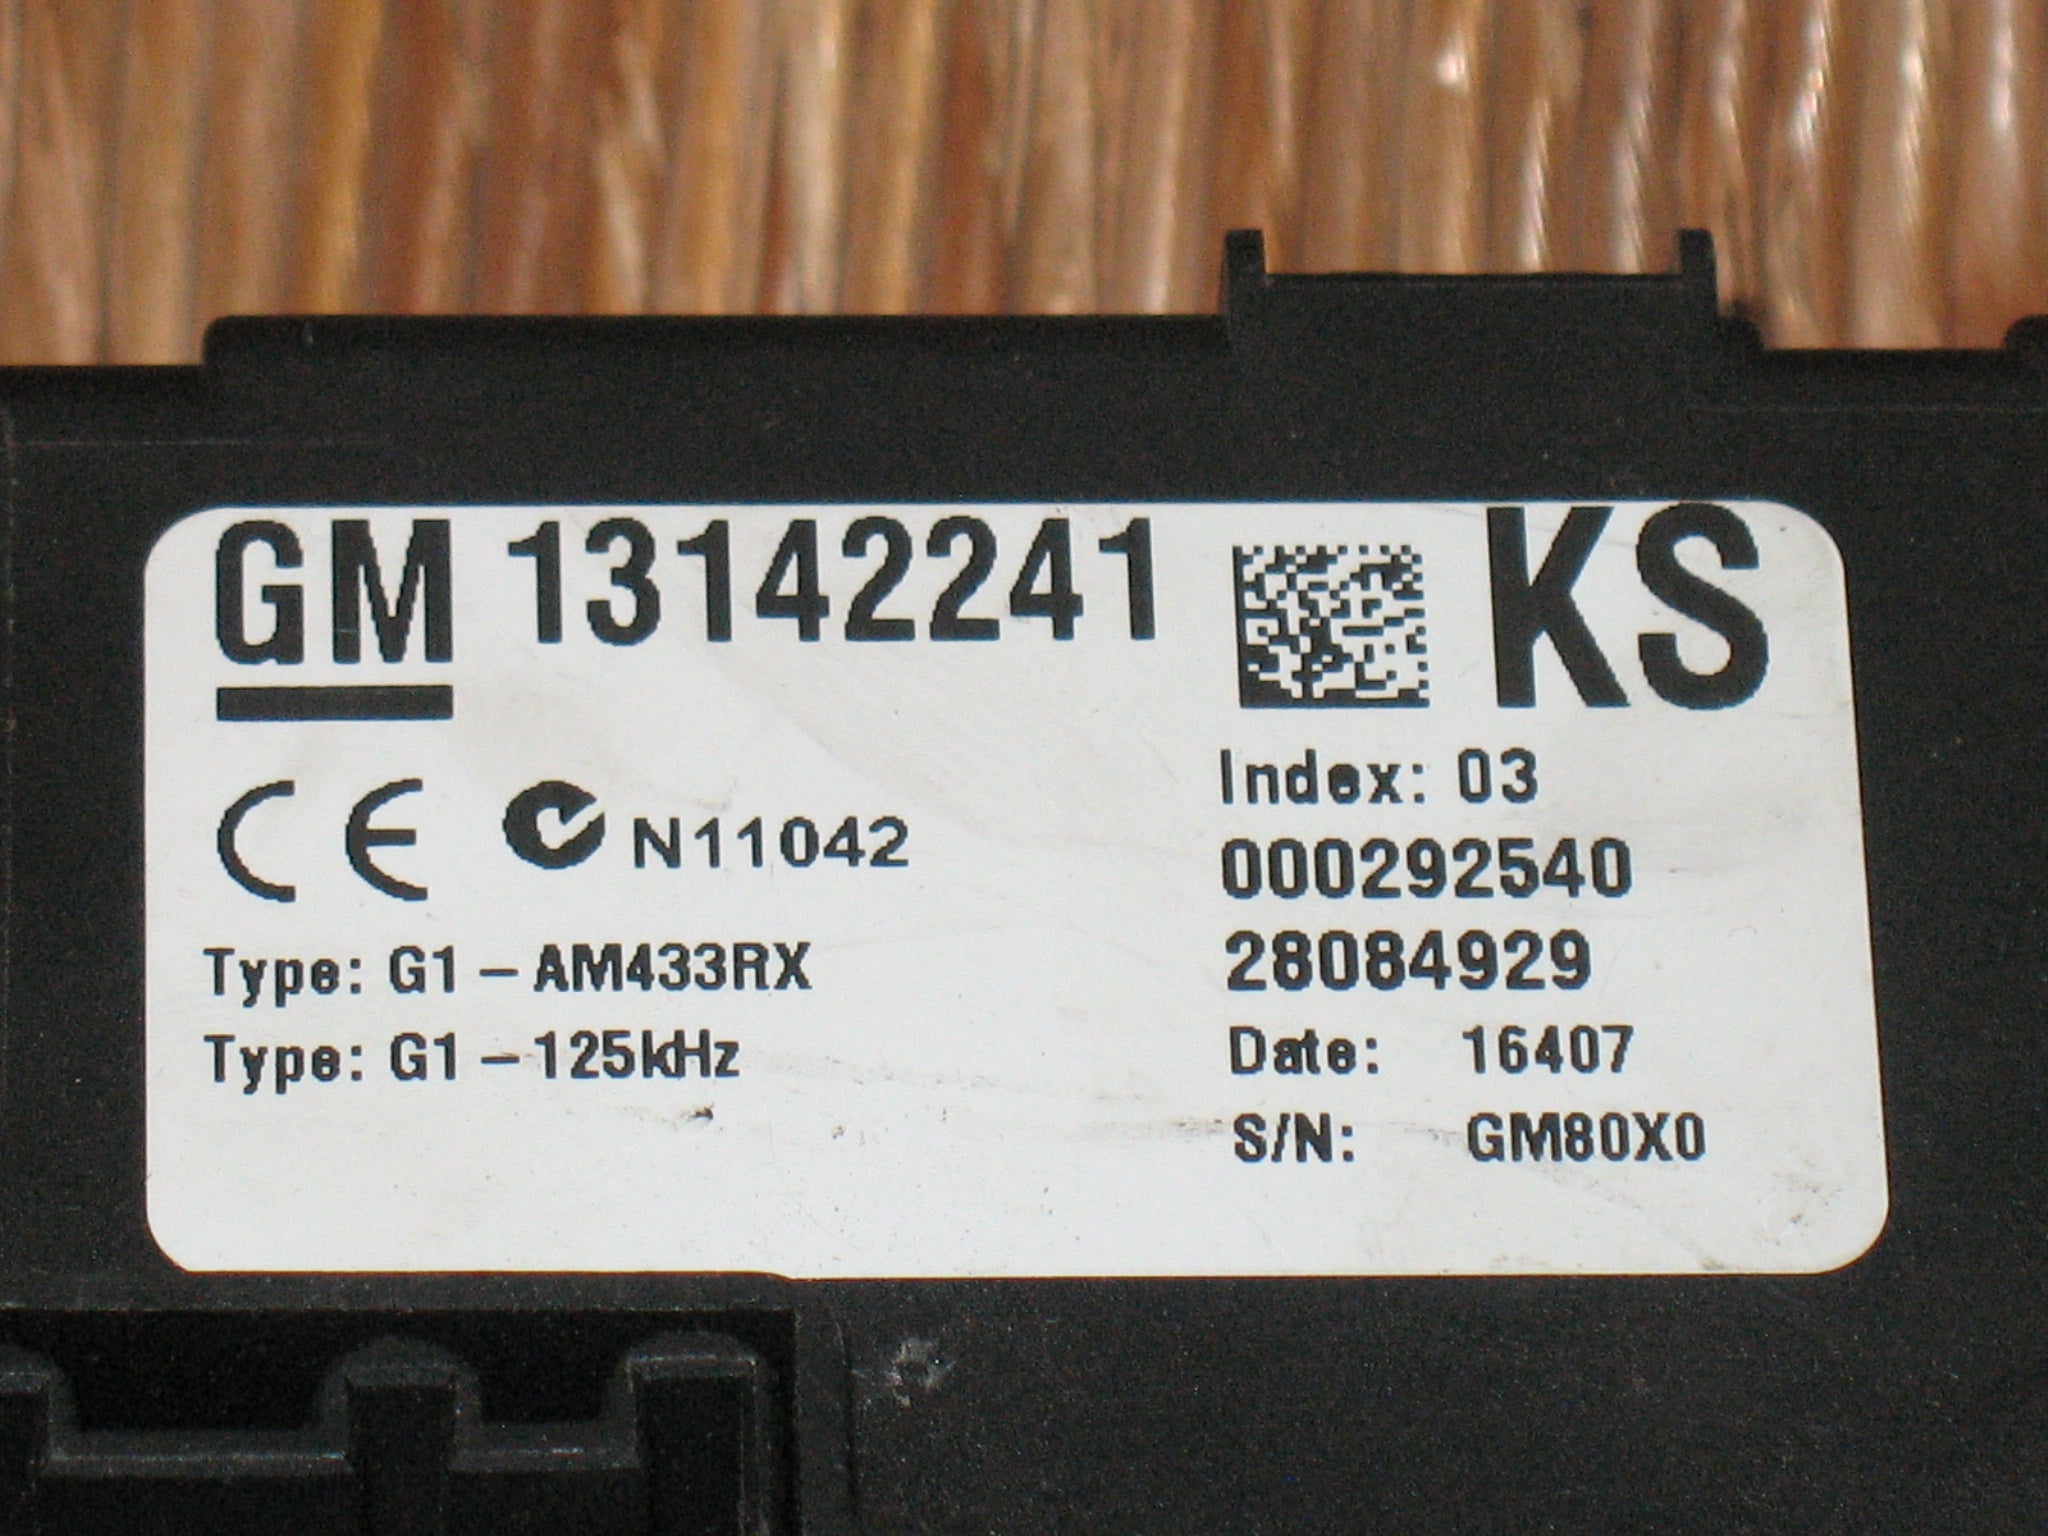 GM 13142241 KS
CE N11042
Index: 03
000292540
28084929
Type: G1-AM433RX
Type: G1-125kHz
Date: 16407
S/N: GM80X0